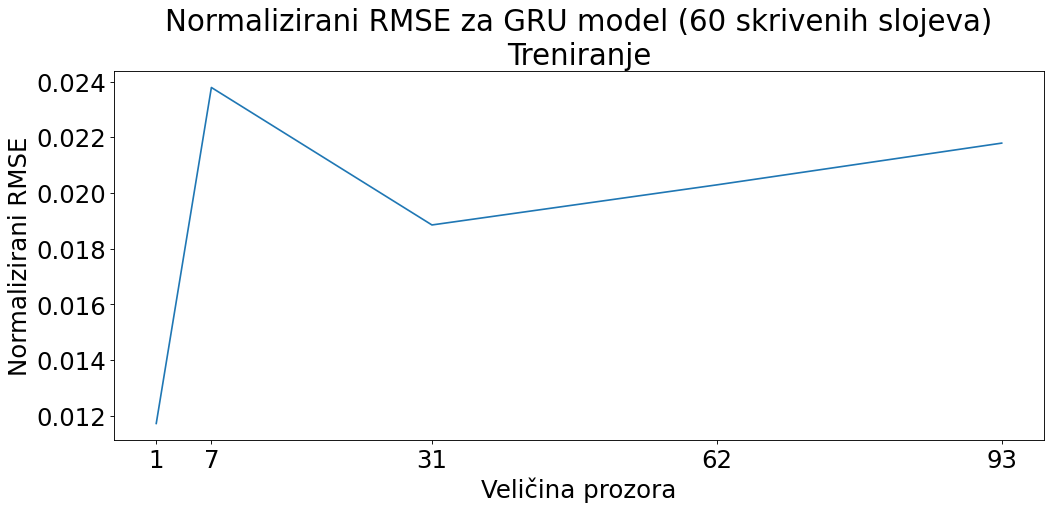 Normalizirani RMSE za GRU model (60 skrivenih slojeva)
Treniranje
Normalizirani RMSE
0.024
0.022
0.020
0.018
0.016
0.014
0.012
1 7 31 62 93
Veličina prozora